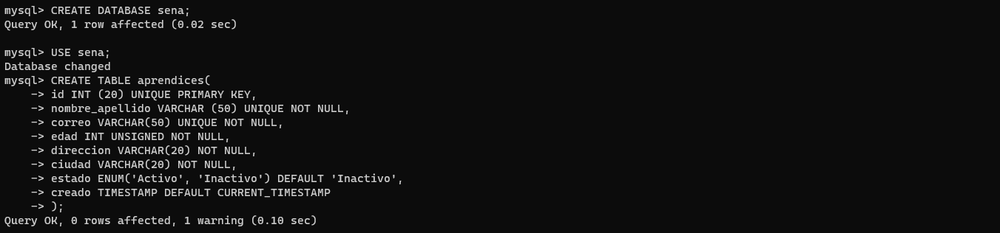 mysql> CREATE DATABASE sena;
Query OK, 1 row affected (0.02 sec)

mysql> USE sena;
Database changed
mysql> CREATE TABLE aprendices(
    -> id INT (20) UNIQUE PRIMARY KEY,
    -> nombre_apellido VARCHAR (50) UNIQUE NOT NULL,
    -> correo VARCHAR(50) UNIQUE NOT NULL,
    -> edad INT UNSIGNED NOT NULL,
    -> direccion VARCHAR(20) NOT NULL,
    -> ciudad VARCHAR(20) NOT NULL,
    -> estado ENUM('Activo', 'Inactivo') DEFAULT 'Inactivo',
    -> creado TIMESTAMP DEFAULT CURRENT_TIMESTAMP
    -> );
Query OK, 0 rows affected, 1 warning (0.10 sec)